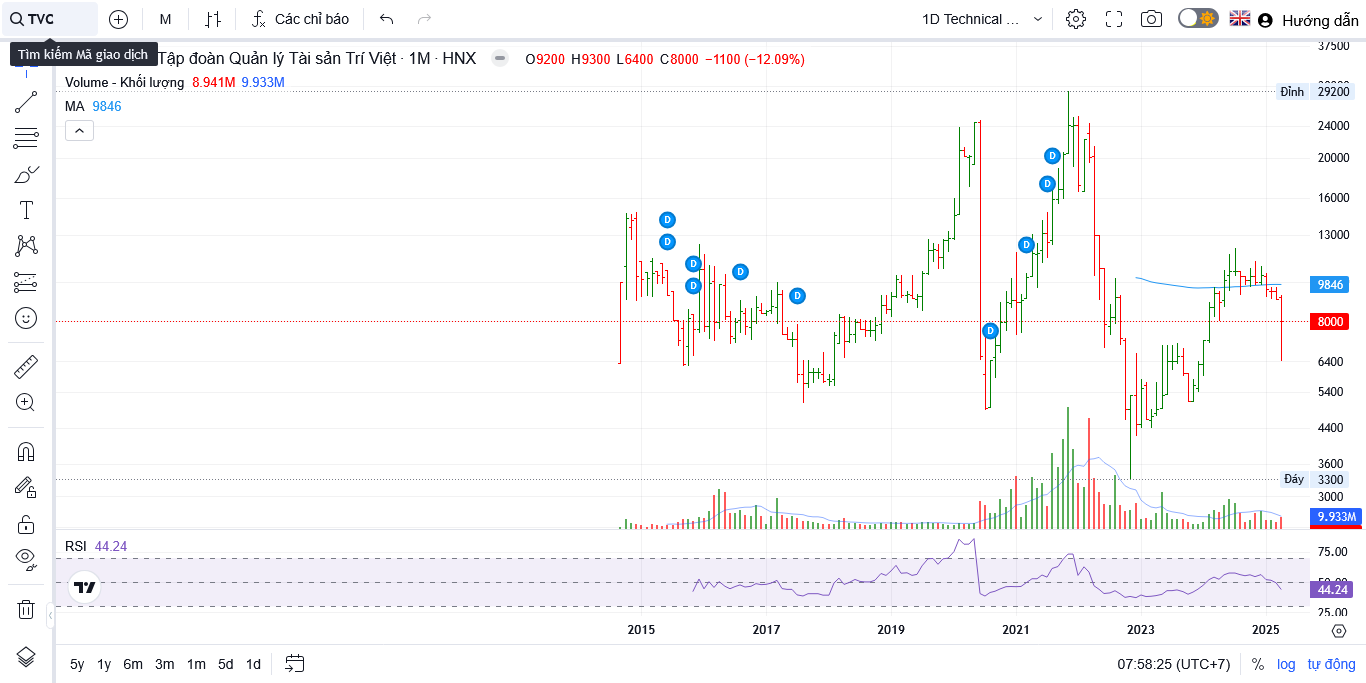 TVC
M
Các chỉ báo
1D Technical ...
Hướng dẫn
Tìm kiếm Mã giao dịch
Tập đoàn Quản lý Tài sản Trí Việt · 1M · HNX
O9200 H9300 L6400 C8000 −1100 (−12.09%)
Volume - Khối lượng 8.941M 9.933M
MA 9846
37500
Đỉnh 29200
24000
20000
16000
13000
9846
8000
6400
5400
4400
3600
Đáy 3300
3000
9.933M
D
D
D
D
D
D
D
D
D
D
RSI 44.24
75.00
50.00
44.24
25.00
2015 2017 2019 2021 2023 2025
5y 1y 6m 3m 1m 5d 1d
07:58:25 (UTC+7)
% log tự động